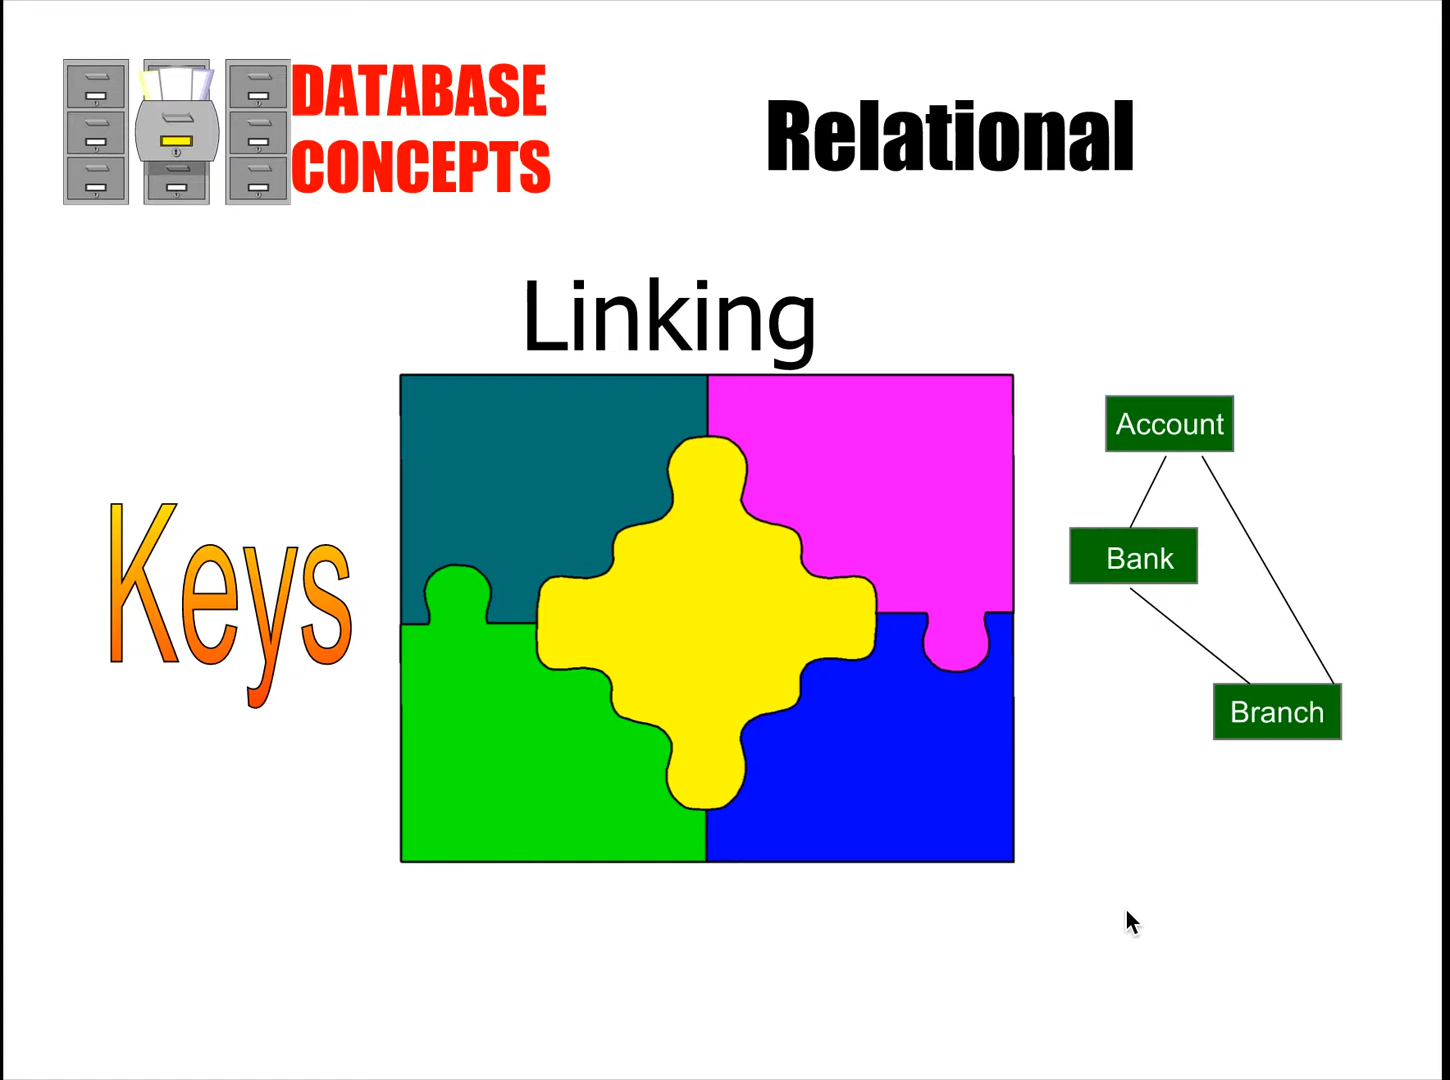 DATABASE
CONCEPTS
Relational
Linking
Keys
Account
Bank
Branch